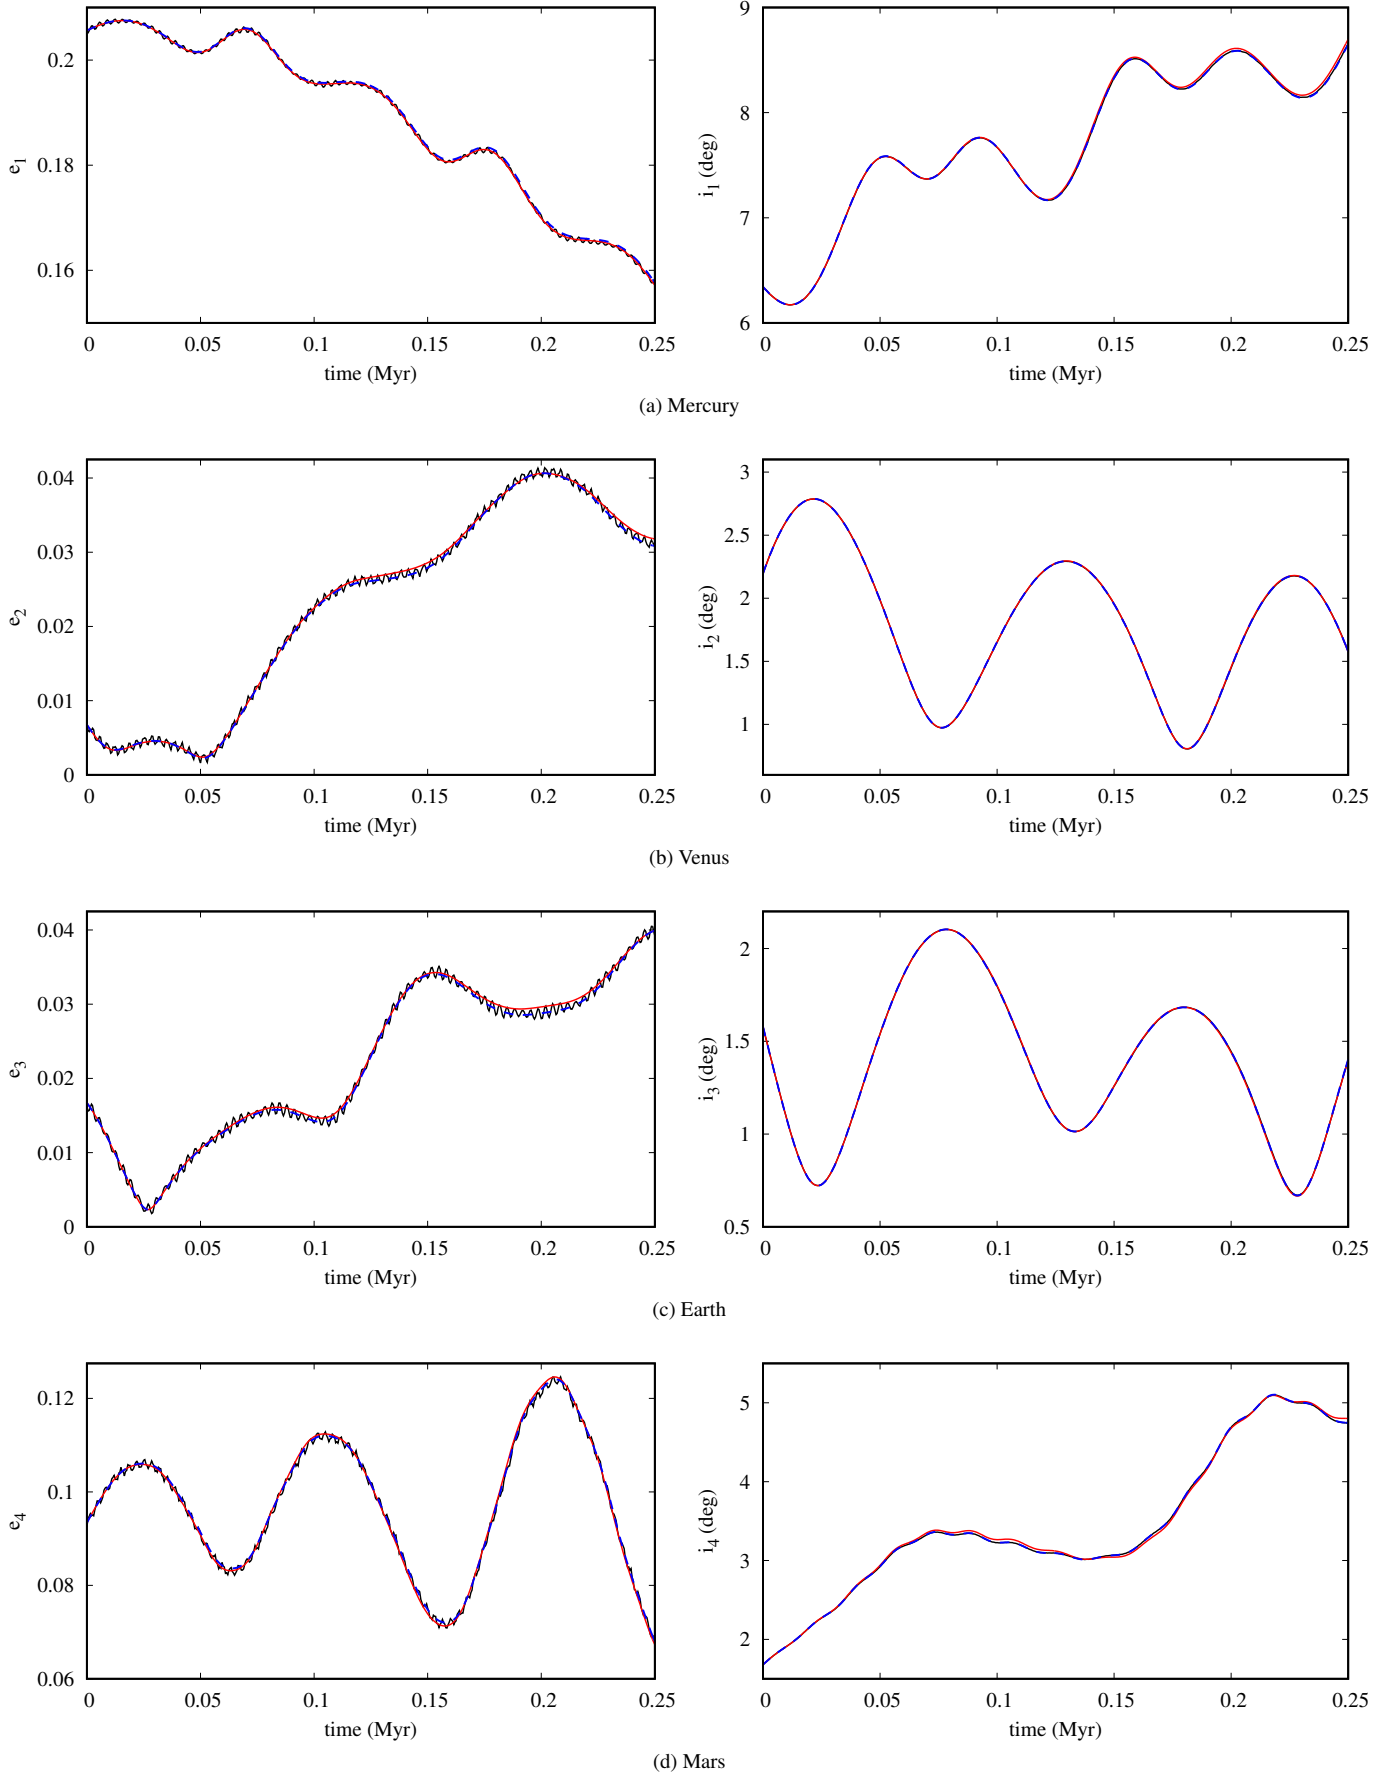 0.2
0.18
0.16
e1
0 0.05 0.1 0.15 0.2 0.25
time (Myr)
9
8
7
6
i1 (deg)
0 0.05 0.1 0.15 0.2 0.25
time (Myr)
(a) Mercury
0.04
0.03
0.02
0.01
0
e2
0 0.05 0.1 0.15 0.2 0.25
time (Myr)
3
2.5
2
1.5
1
i2 (deg)
0 0.05 0.1 0.15 0.2 0.25
time (Myr)
(b) Venus
0.04
0.03
0.02
0.01
0
e3
0 0.05 0.1 0.15 0.2 0.25
time (Myr)
2
1.5
1
0.5
i3 (deg)
0 0.05 0.1 0.15 0.2 0.25
time (Myr)
(c) Earth
0.12
0.1
0.08
0.06
e4
0 0.05 0.1 0.15 0.2 0.25
time (Myr)
5
4
3
2
i4 (deg)
0 0.05 0.1 0.15 0.2 0.25
time (Myr)
(d) Mars